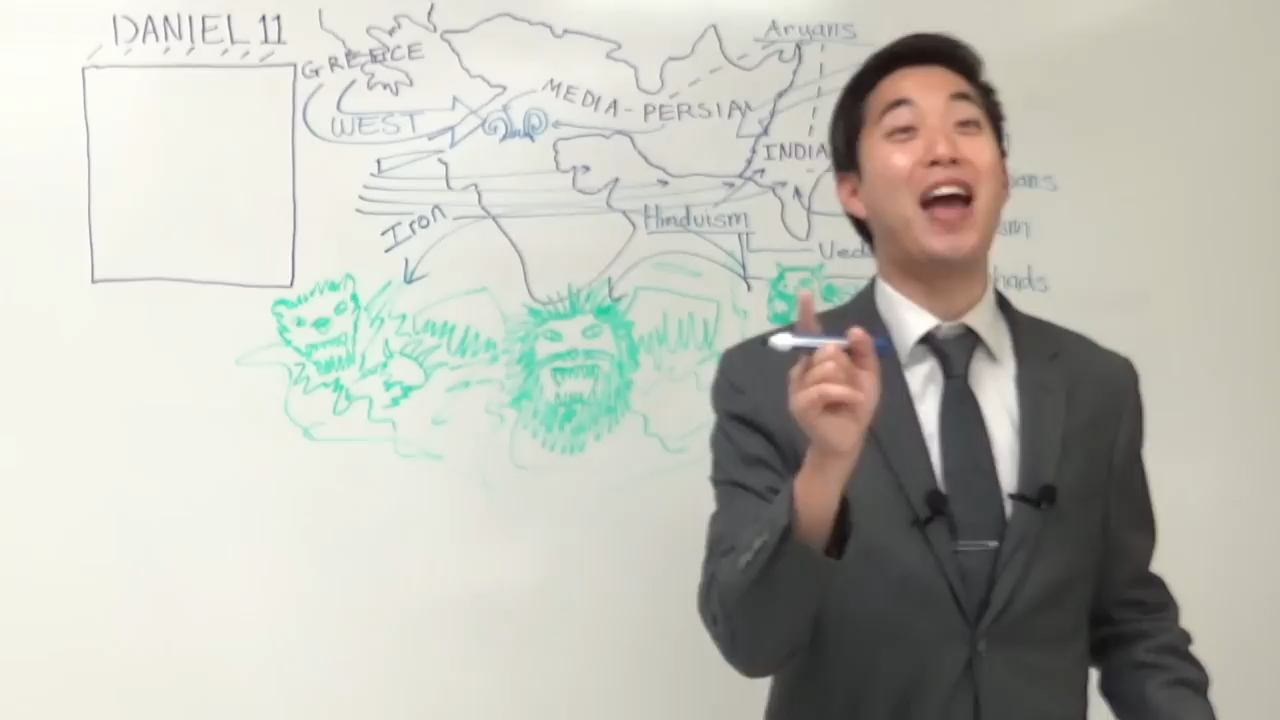 DANIEL 11
GREECE
WEST
MEDIA-PERSIA
Aryans
INDIA
Iron
Hinduism